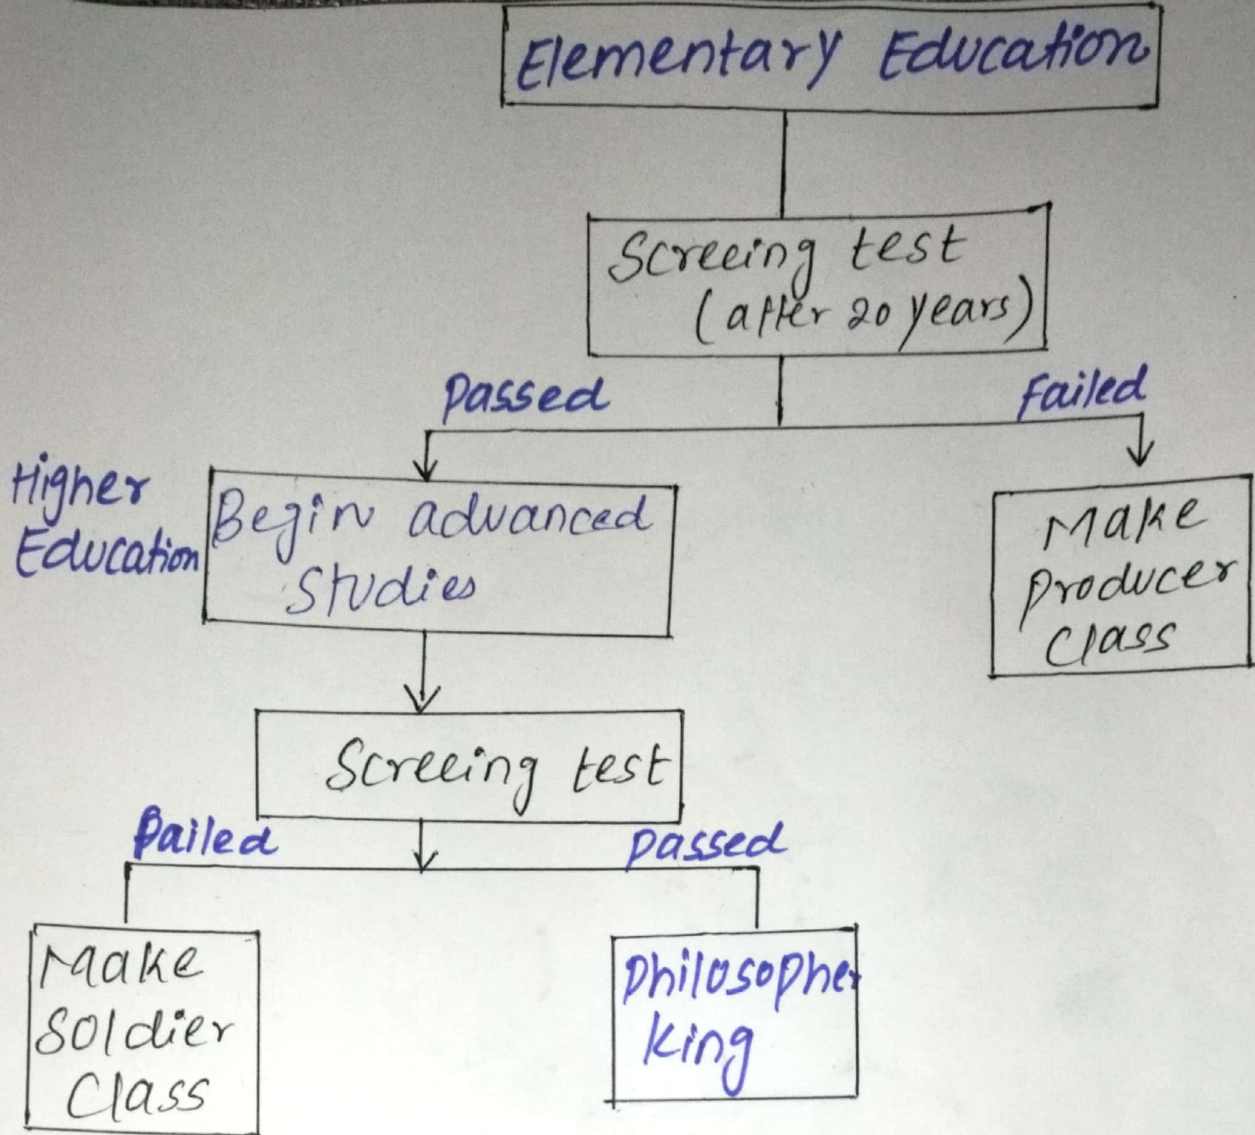 Elementary Education
Screeing test
(after 20 years)
Passed
Failed
Higher
Education
Begin advanced
Studies
Make
Producer
Class
Screeing test
Failed
Passed
Make
Soldier
Class
Philosopher
King